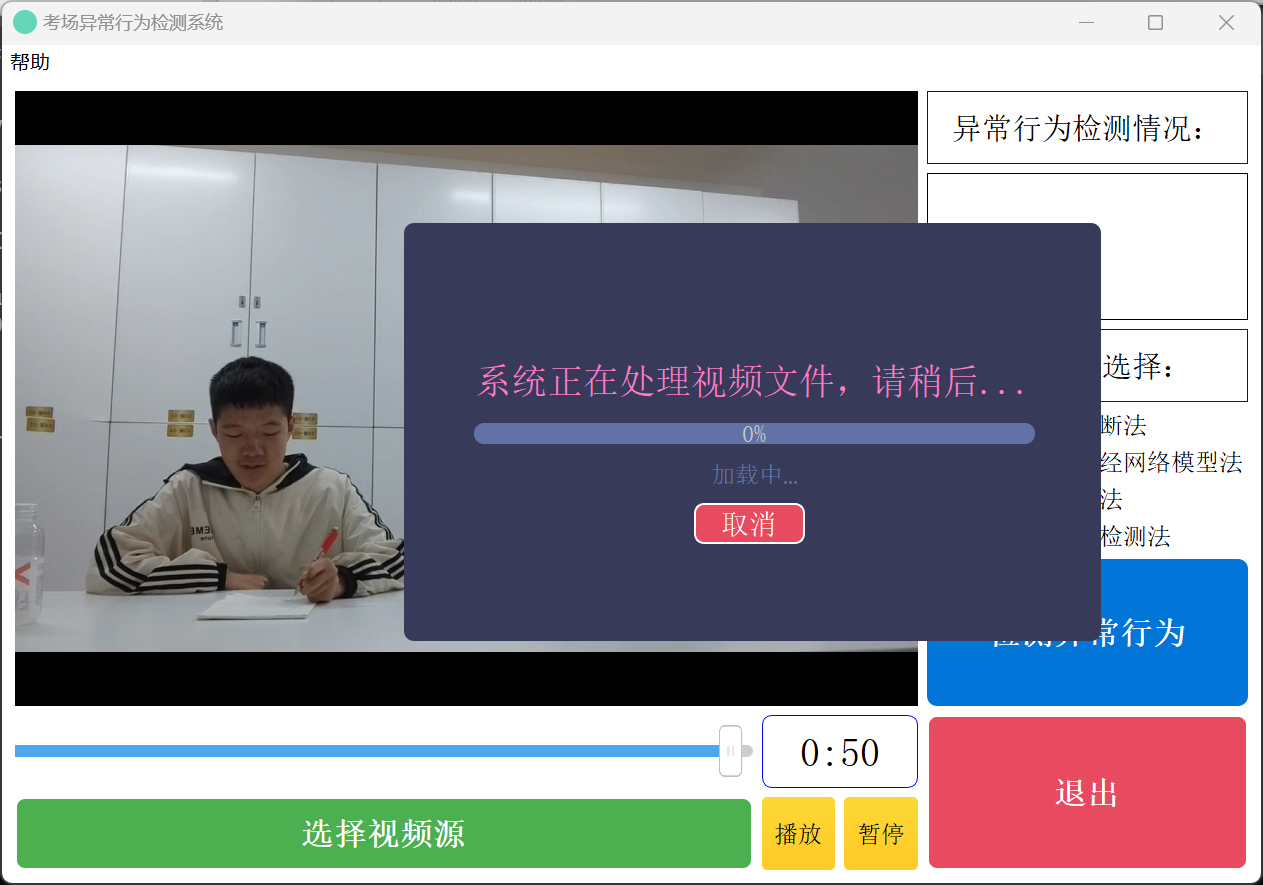 考场异常行为检测系统
帮助
异常行为检测情况：
系统正在处理视频文件，请稍后...
0%
加载中...
取消
选择：
断法
经网络模型法
法
检测法
检测异常行为
0:50
选择视频源
播放
暂停
退出